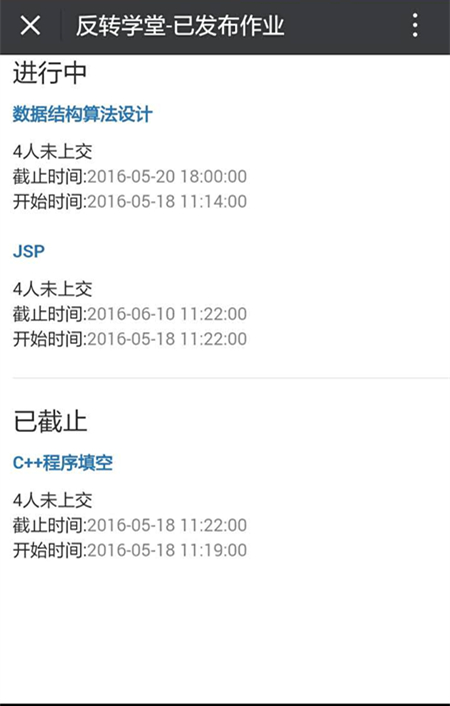 反转学堂-已发布作业
进行中
数据结构算法设计
4人未上交
截止时间:2016-05-20 18:00:00
开始时间:2016-05-18 11:14:00
JSP
4人未上交
截止时间:2016-06-10 11:22:00
开始时间:2016-05-18 11:22:00
已截止
C++程序填空
4人未上交
截止时间:2016-05-18 11:22:00
开始时间:2016-05-18 11:19:00